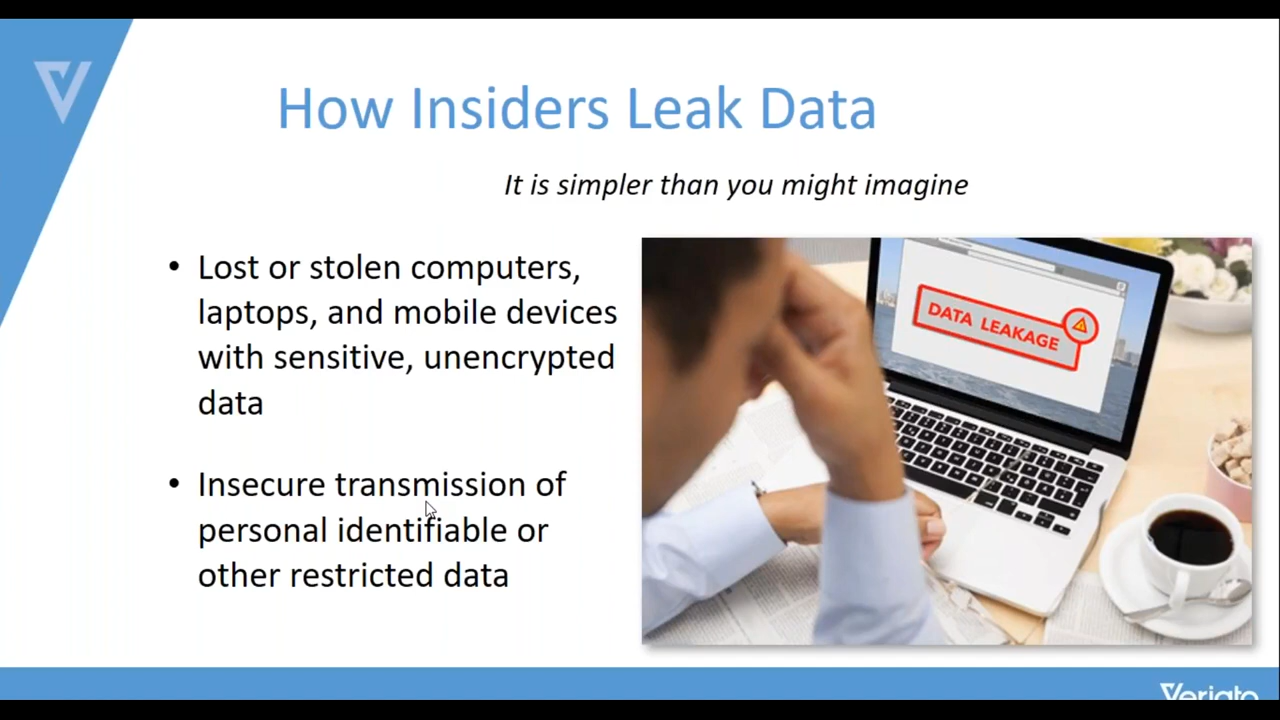 How Insiders Leak Data
It is simpler than you might imagine
• Lost or stolen computers,
laptops, and mobile devices
with sensitive, unencrypted
data
• Insecure transmission of
personal identifiable or
other restricted data
DATA LEAKAGE
Veriato